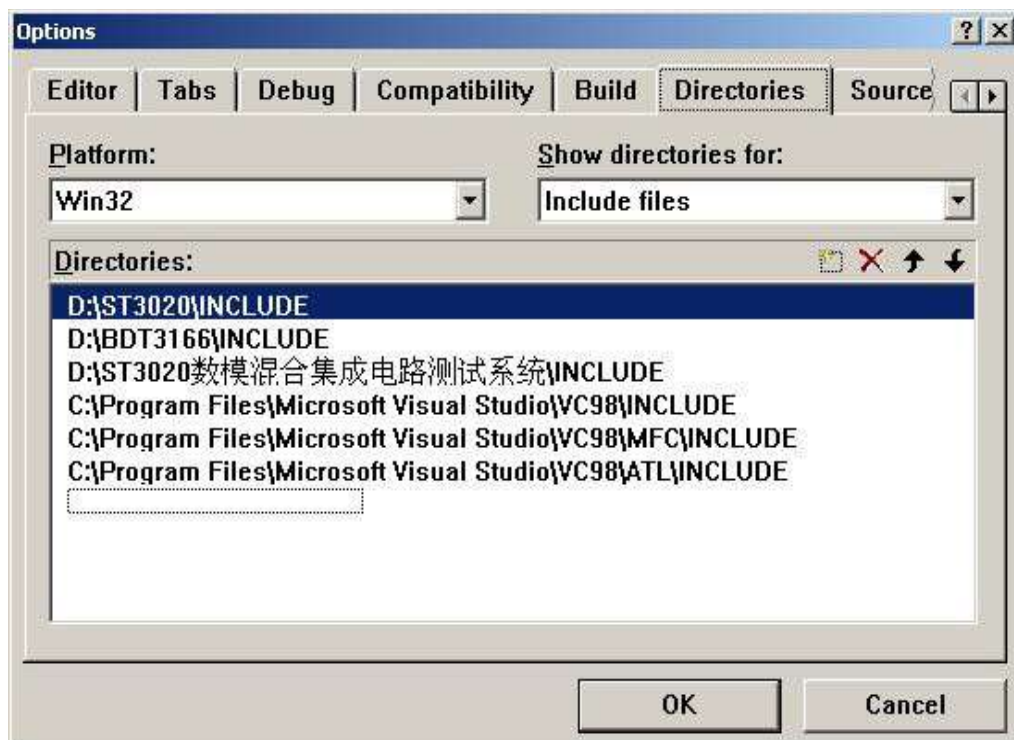 Options
Editor Tabs Debug Compatibility Build Directories Source
Platform: Show directories for:
Win32 Include files
Directories:
D:\ST3020\INCLUDE
D:\BDT3166\INCLUDE
D:\ST3020数模混合集成电路测试系统\INCLUDE
C:\Program Files\Microsoft Visual Studio\VC98\INCLUDE
C:\Program Files\Microsoft Visual Studio\VC98\MFC\INCLUDE
C:\Program Files\Microsoft Visual Studio\VC98\ATL\INCLUDE
OK Cancel